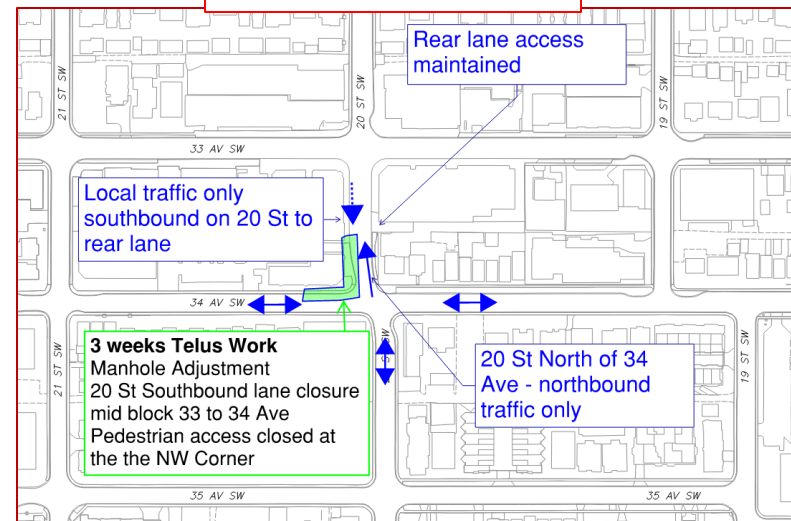 Rear lane access
maintained
21 ST SW
20 ST SW
19 ST SW
33 AV SW
Local traffic only
southbound on 20 St to
rear lane
34 AV SW
3 weeks Telus Work
Manhole Adjustment
20 St Southbound lane closure
mid block 33 to 34 Ave
Pedestrian access closed at
the the NW Corner
20 St North of 34
Ave - northbound
traffic only
21 ST SW
19 ST SW
35 AV SW
35 AV SW